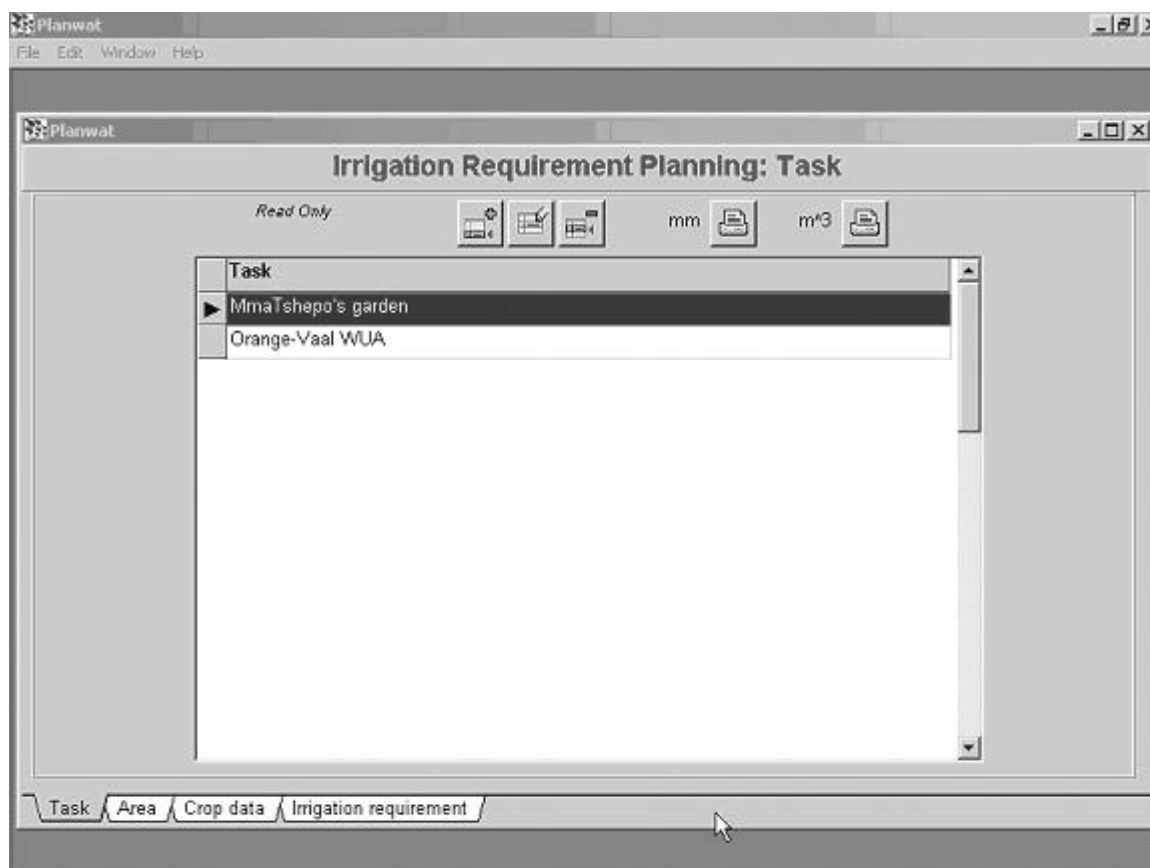 Planwat
File Edit Window Help
Planwat
Irrigation Requirement Planning: Task
Read Only mm m^3
Task
MmaTshepo's garden
Orange-Vaal WUA
Task Area Crop data Irrigation requirement